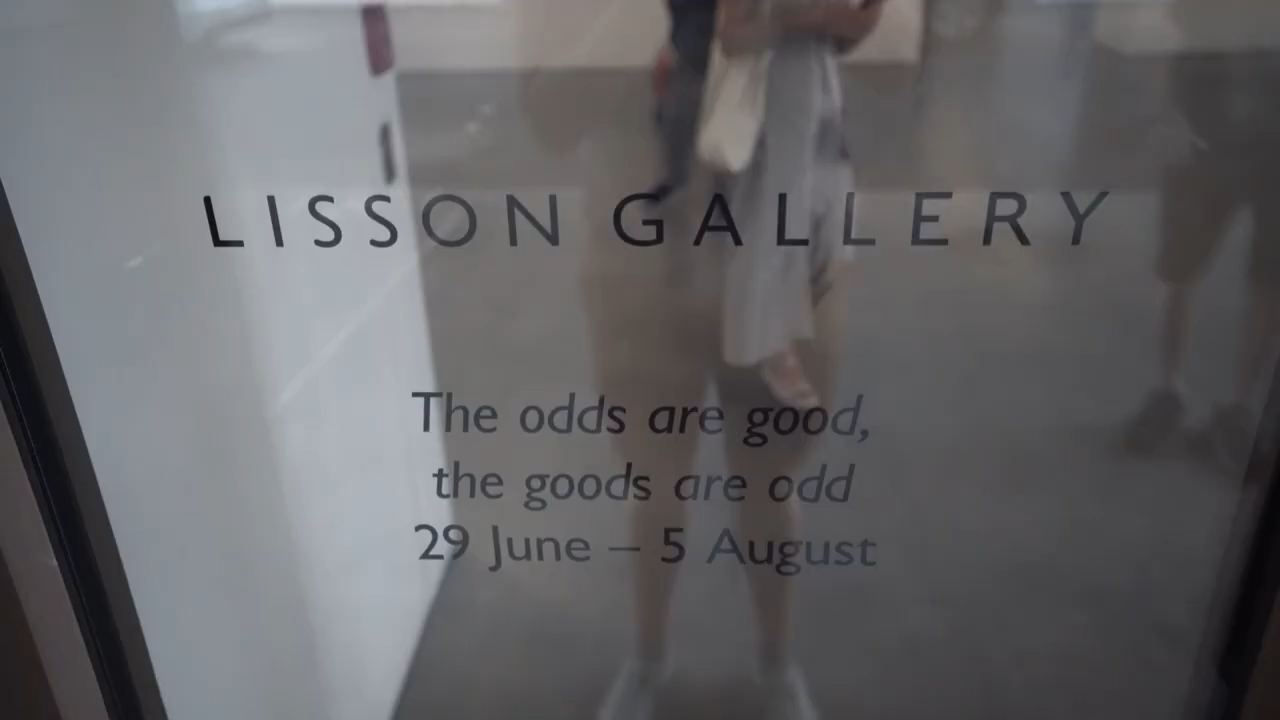 LISSON GALLERY
The odds are good,
the goods are odd
29 June – 5 August